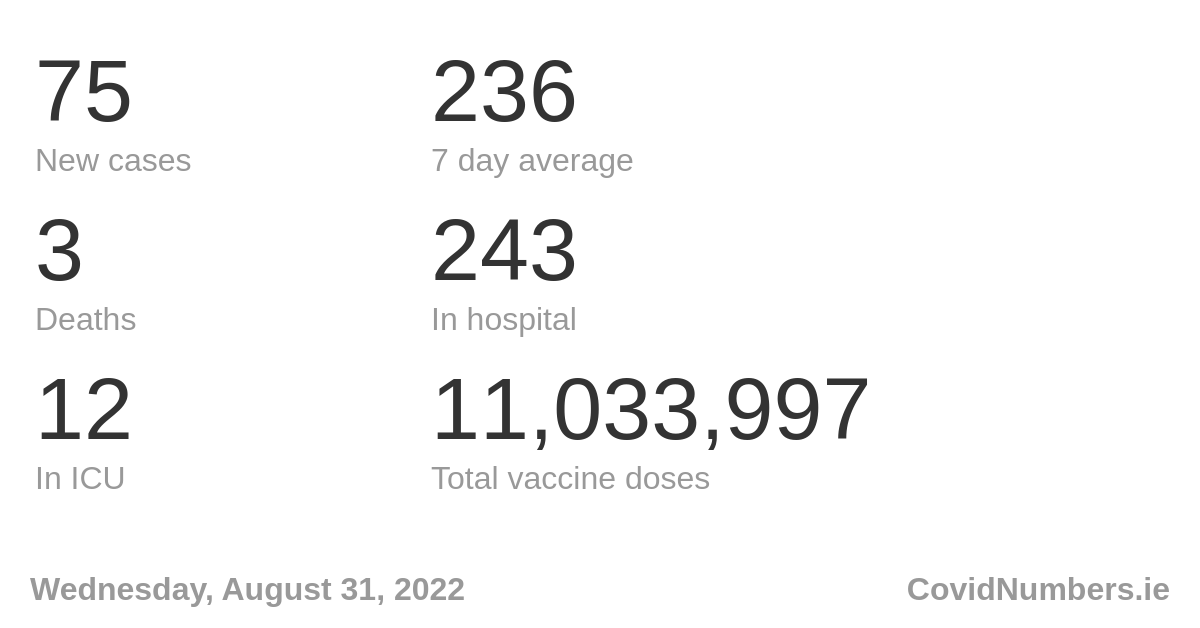 75
New cases
236
7 day average
3
Deaths
243
In hospital
12
In ICU
11,033,997
Total vaccine doses
Wednesday, August 31, 2022
CovidNumbers.ie